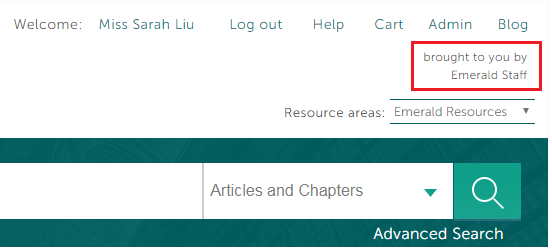 Welcome: Miss Sarah Liu Log out Help Cart Admin Blog
brought to you by
Emerald Staff
Resource areas: Emerald Resources
Articles and Chapters
Advanced Search